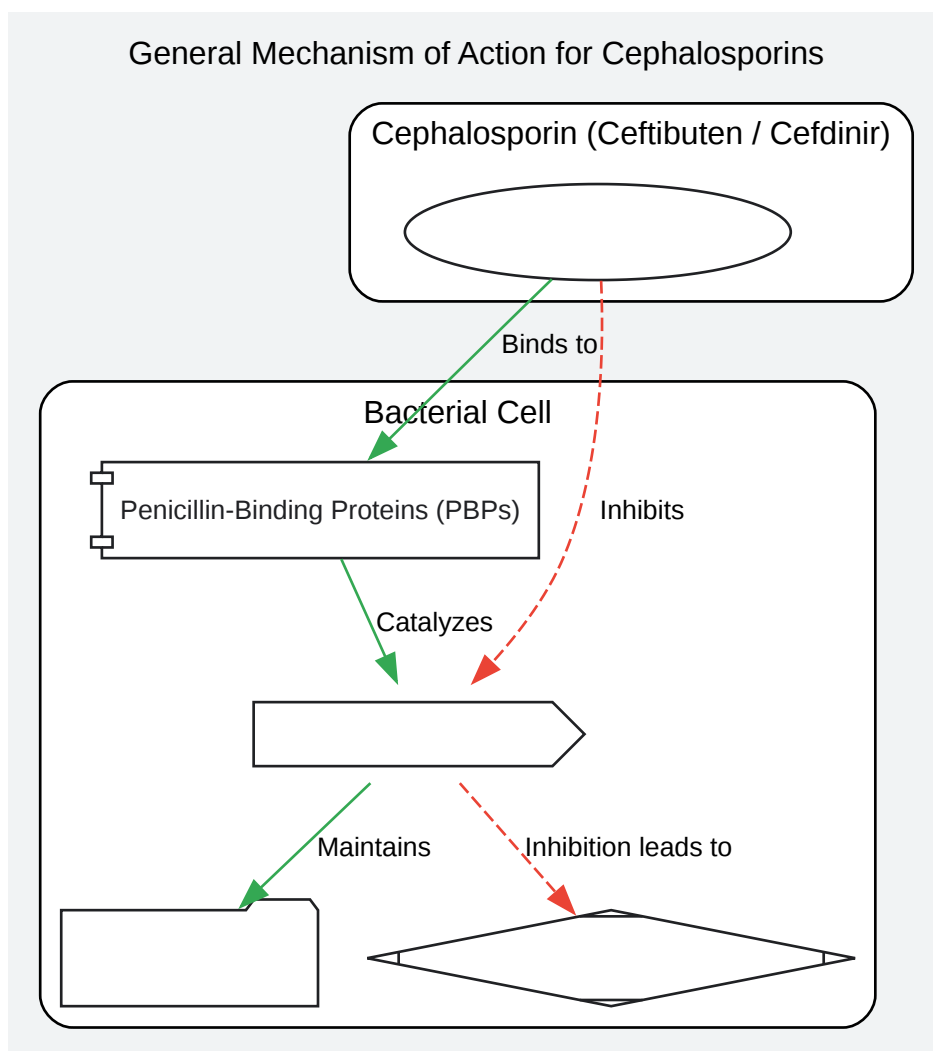 General Mechanism of Action for Cephalosporins
Cephalosporin (Ceftibuten / Cefdinir)
Binds to
Bacterial Cell
Penicillin-Binding Proteins (PBPs)
Inhibits
Catalyzes
Maintains
Inhibition leads to